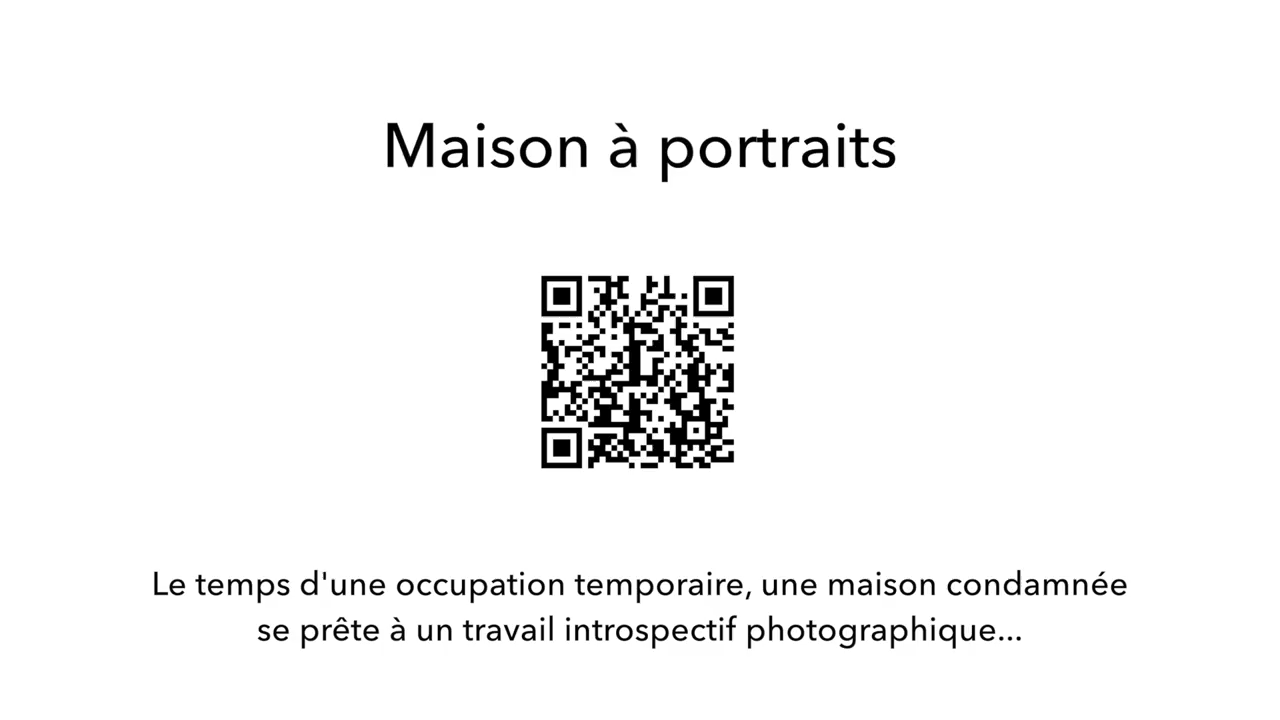 Maison à portraits
Le temps d'une occupation temporaire, une maison condamnée
se prête à un travail introspectif photographique...